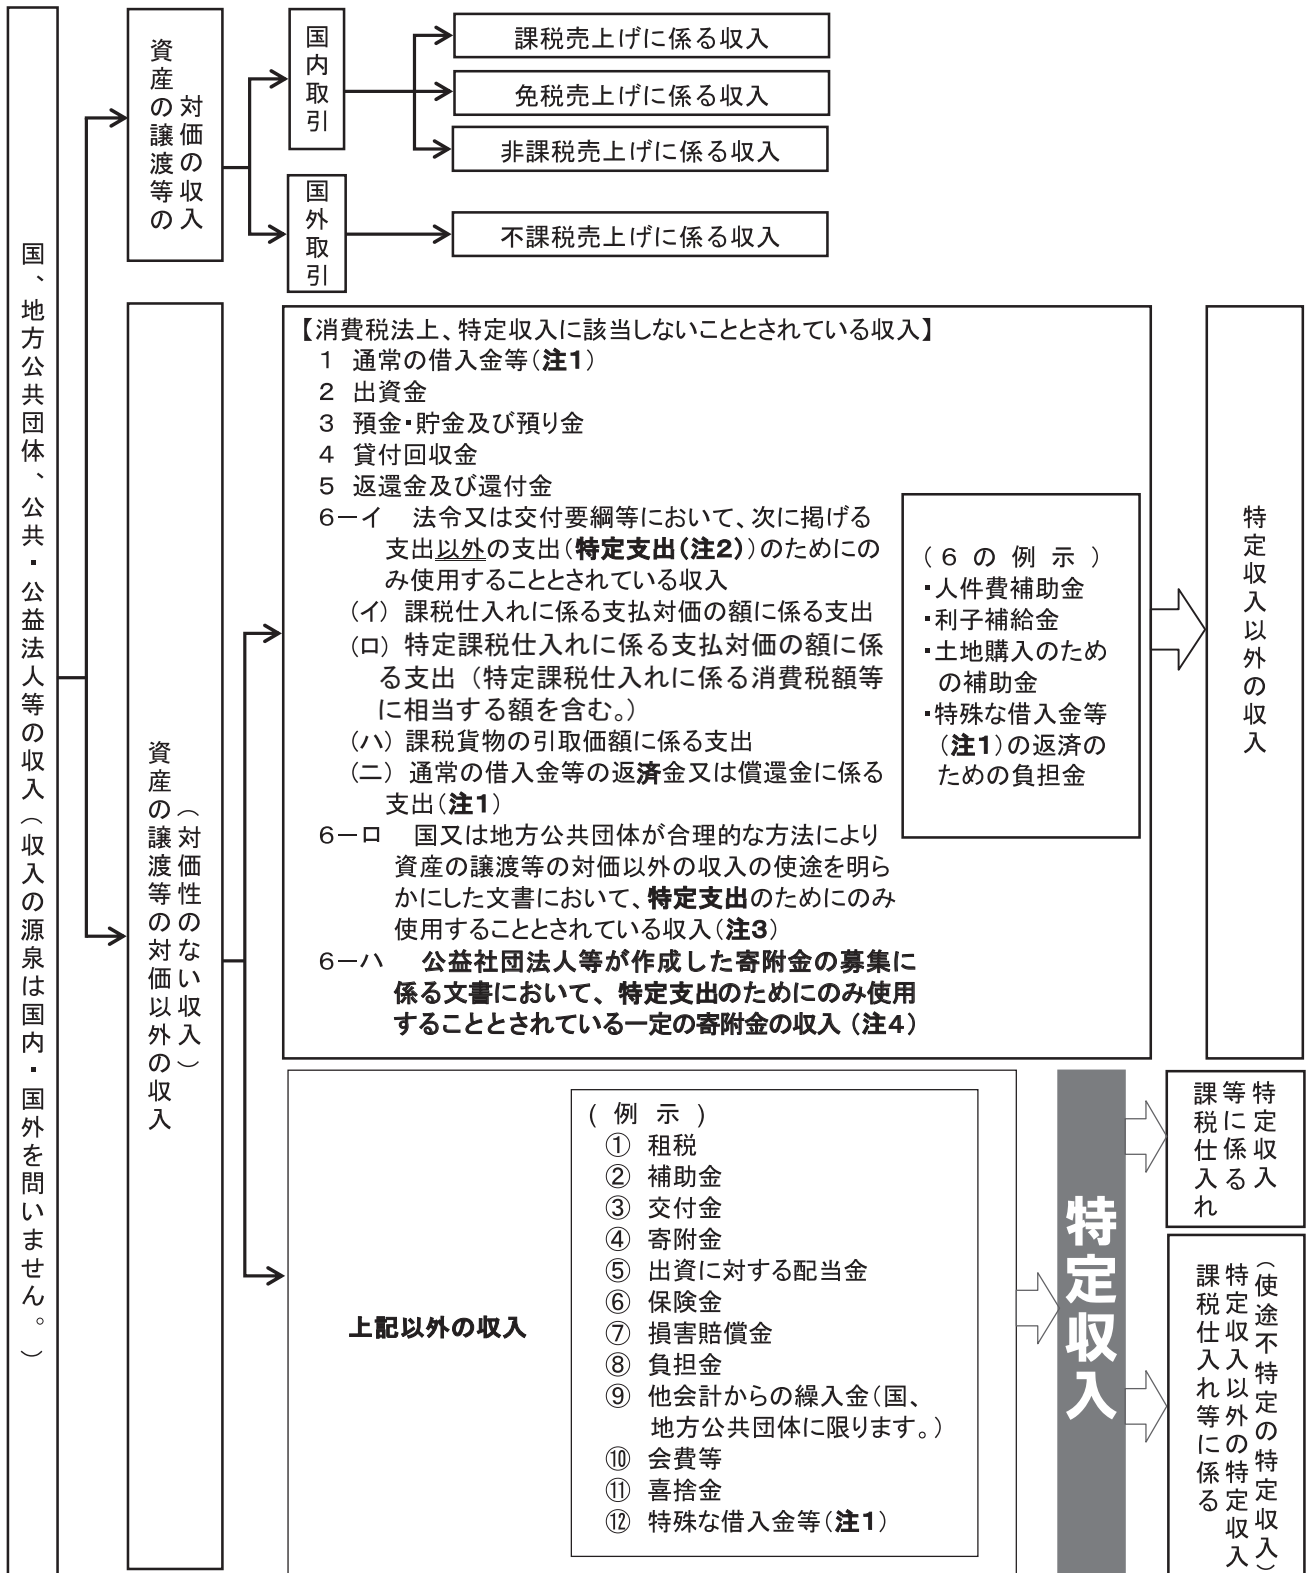 国、地方公共団体、公共・公益法人等の収入（収入の源泉は国内・国外を問いません。）
資産の譲渡等の
対価の収入
国内取引
課税売上げに係る収入
免税売上げに係る収入
非課税売上げに係る収入
国外取引
不課税売上げに係る収入
資産の譲渡等の対価以外の収入
（対価性のない収入）
【消費税法上、特定収入に該当しないこととされている収入】
1 通常の借入金等（注1）
2 出資金
3 預金・貯金及び預り金
4 貸付回収金
5 返還金及び還付金
6－イ 法令又は交付要綱等において、次に掲げる
支出以外の支出（特定支出（注2））のためにの
み使用することとされている収入
（イ）課税仕入れに係る支払対価の額に係る支出
（ロ）特定課税仕入れに係る支払対価の額に係
る支出（特定課税仕入れに係る消費税額等
に相当する額を含む。）
（ハ）課税貨物の引取価額に係る支出
（ニ）通常の借入金等の返済金又は償還金に係る
支出（注1）
6－ロ 国又は地方公共団体が合理的な方法により
資産の譲渡等の対価以外の収入の使途を明ら
かにした文書において、特定支出のためにのみ
使用することとされている収入（注3）
6－ハ 公益社団法人等が作成した寄附金の募集に
係る文書において、特定支出のためにのみ使用
することとされている一定の寄附金の収入（注4）
（6の例示）
・人件費補助金
・利子補給金
・土地購入のため
の補助金
・特殊な借入金等
（注1）の返済の
ための負担金
特定収入以外の収入
上記以外の収入
（例示）
① 租税
② 補助金
③ 交付金
④ 寄附金
⑤ 出資に対する配当金
⑥ 保険金
⑦ 損害賠償金
⑧ 負担金
⑨ 他会計からの繰入金（国、
地方公共団体に限ります。）
⑩ 会費等
⑪ 喜捨金
⑫ 特殊な借入金等（注1）
特定収入
課税仕入れ
等に係る
特定収入
課税仕入れ等に係る
特定収入以外の特定収入
（使途不特定の特定収入）